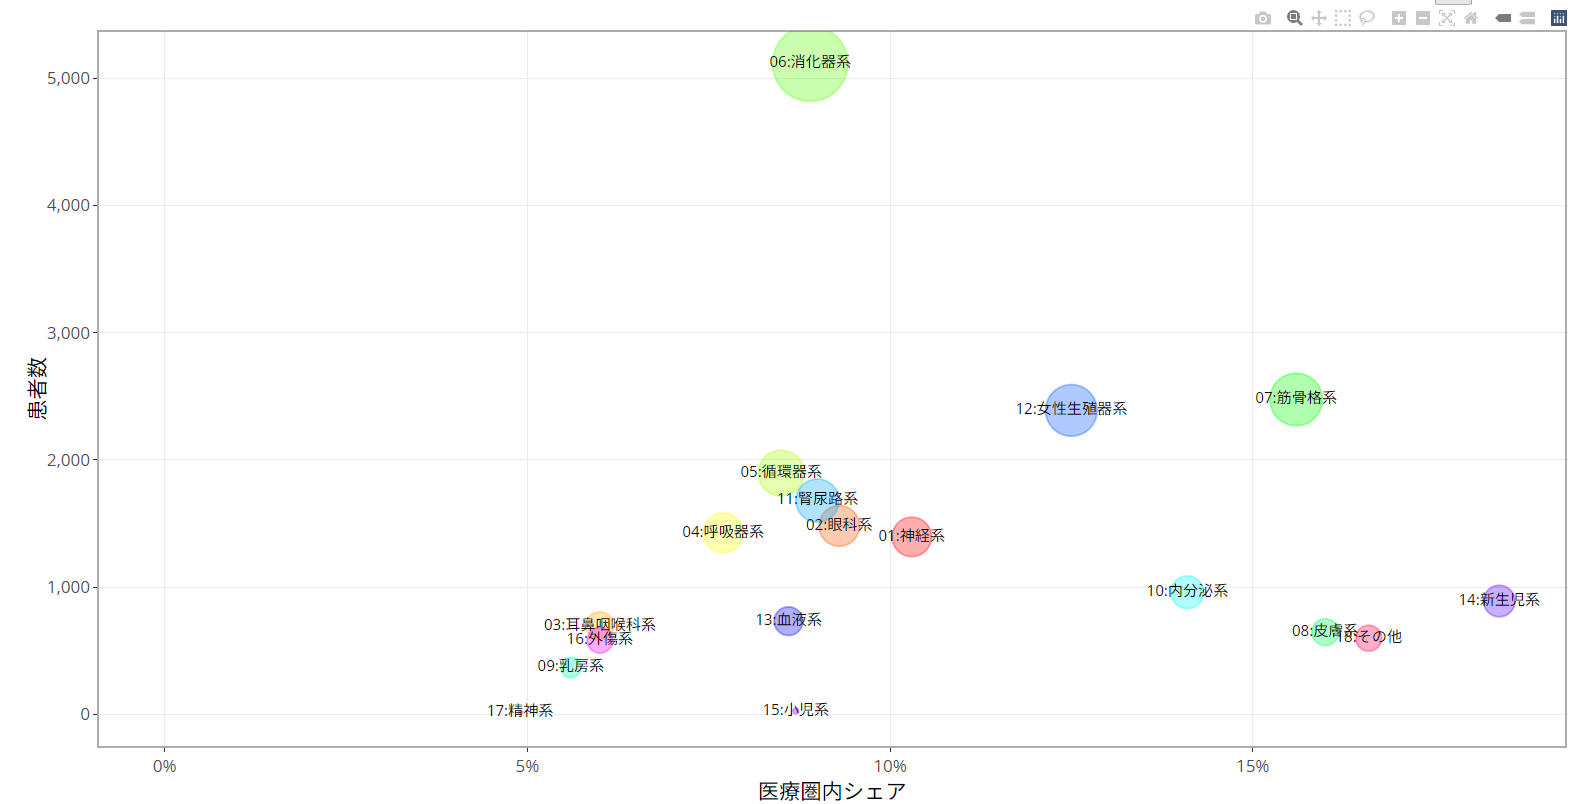 06:消化器系
5,000
4,000
3,000
患者数
07:筋骨格系
12:女性生殖器系
2,000
05:循環器系
11:腎尿路系
02:眼科系
04:呼吸器系
01:神経系
1,000
10:内分泌系
14:新生児系
13:血液系
03:耳鼻咽喉科系
08:皮膚系
18:その他
16:外傷系
09:乳房系
0
17:精神系
15:小児系
0%
5%
10%
15%
医療圏内シェア